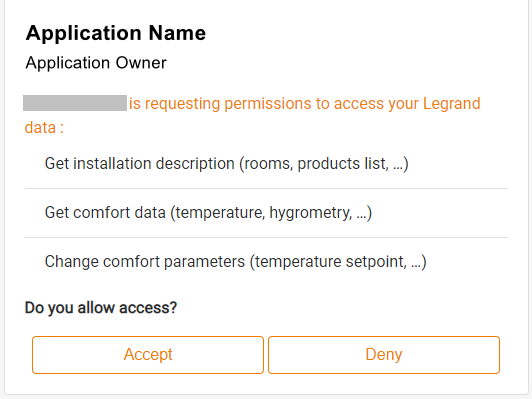 Application Name
Application Owner
is requesting permissions to access your Legrand
data :
Get installation description (rooms, products list, ...)
Get comfort data (temperature, hygrometry, ...)
Change comfort parameters (temperature setpoint, ...)
Do you allow access?
Accept
Deny